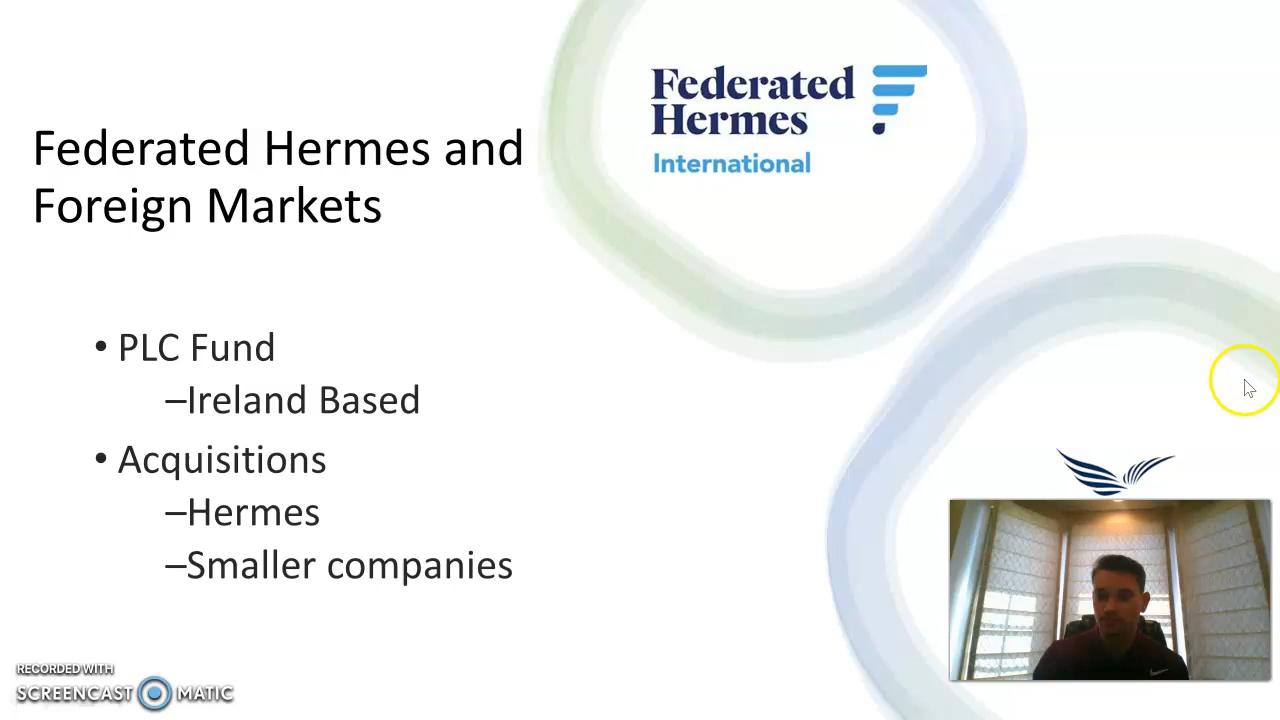 Federated
Hermes
International
Federated Hermes and
Foreign Markets
• PLC Fund
–Ireland Based
• Acquisitions
–Hermes
–Smaller companies
RECORDED WITH
SCREENCAST MATIC